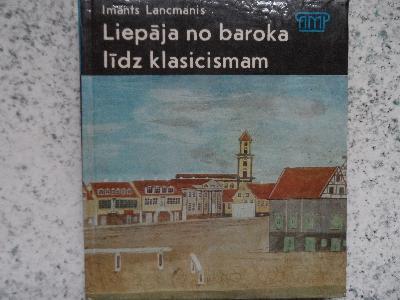 Imants Lancmanis
Liepāja no baroka
līdz klasicismam